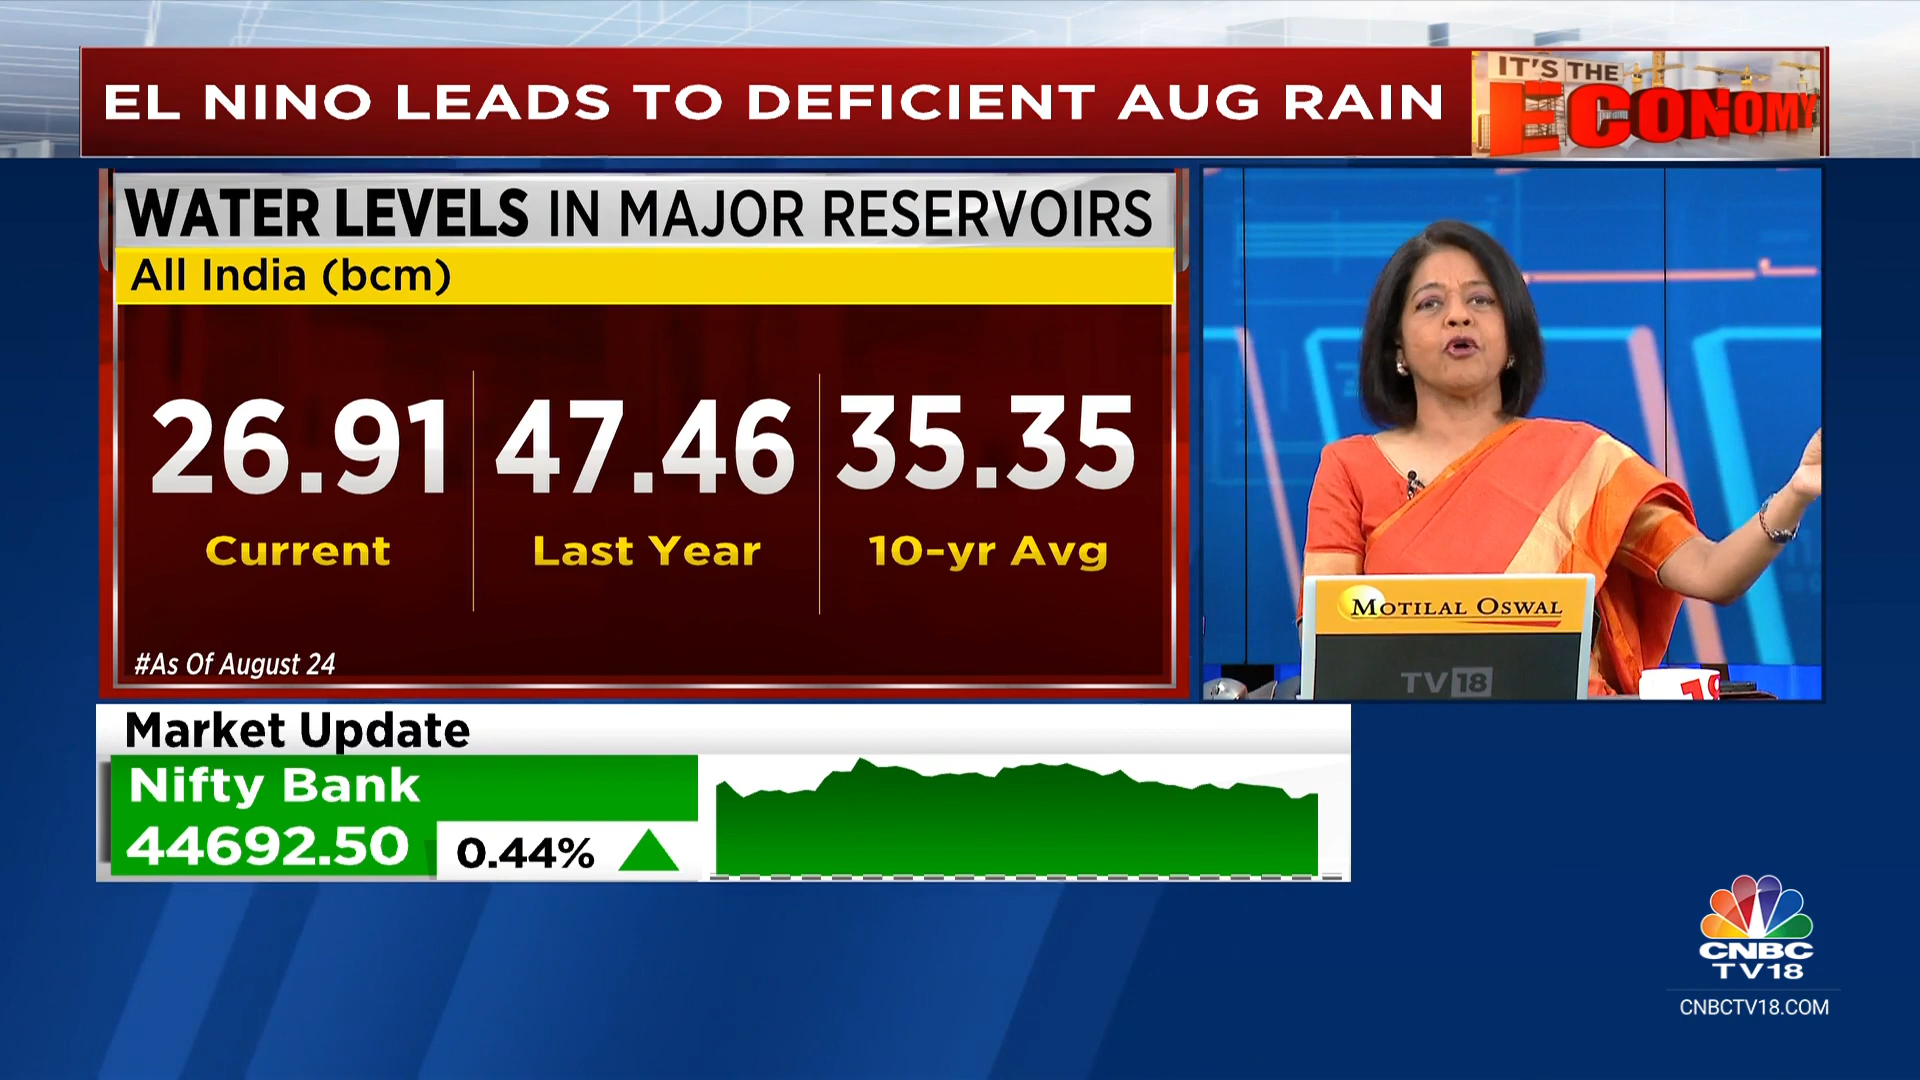 EL NINO LEADS TO DEFICIENT AUG RAIN
IT'S THE
ECONOMY
WATER LEVELS IN MAJOR RESERVOIRS
All India (bcm)
26.91 47.46 35.35
Current Last Year 10-yr Avg
#As Of August 24
MOTILAL OSWAL
TV18
18
Market Update
Nifty Bank
44692.50 0.44%
CNBC
TV18
CNBCTV18.COM